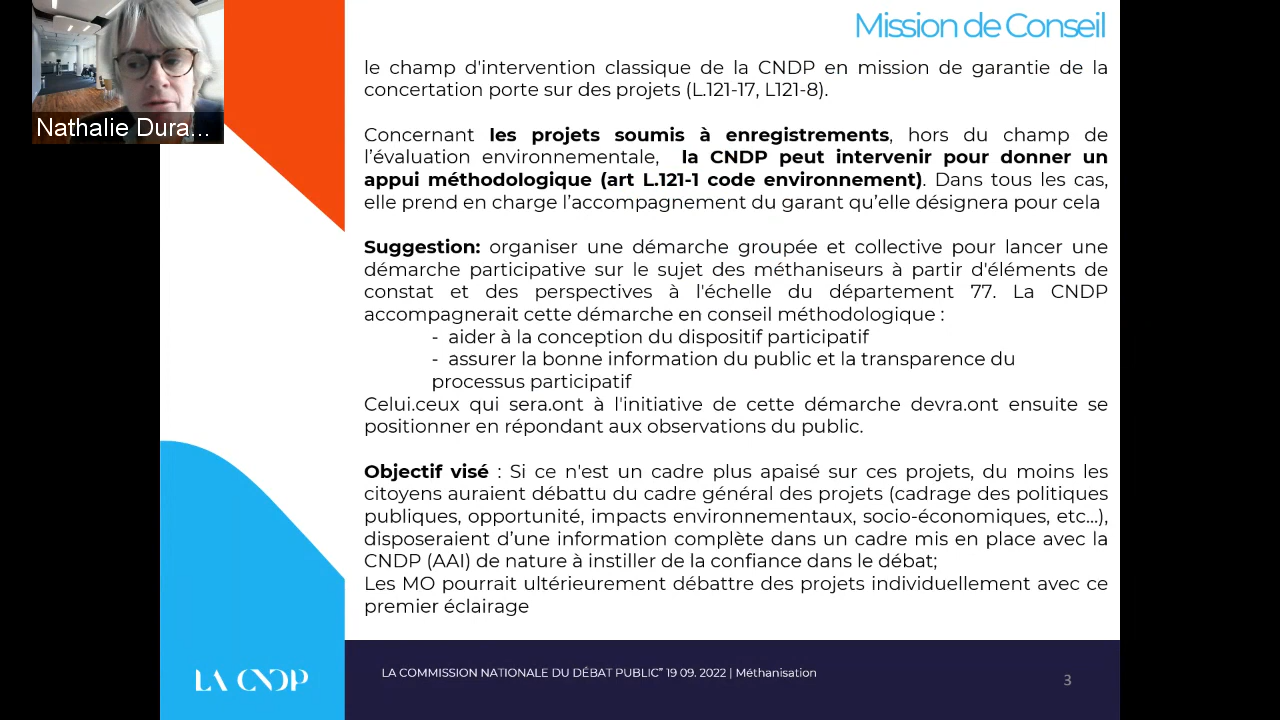 Mission de Conseil
Nathalie Dura...
le champ d'intervention classique de la CNDP en mission de garantie de la
concertation porte sur des projets (L.121-17, L121-8).
Concernant les projets soumis à enregistrements, hors du champ de
l’évaluation environnementale, la CNDP peut intervenir pour donner un
appui méthodologique (art L.121-1 code environnement). Dans tous les cas,
elle prend en charge l’accompagnement du garant qu’elle désignera pour cela
Suggestion: organiser une démarche groupée et collective pour lancer une
démarche participative sur le sujet des méthaniseurs à partir d'éléments de
constat et des perspectives à l'échelle du département 77. La CNDP
accompagnerait cette démarche en conseil méthodologique :
- aider à la conception du dispositif participatif
- assurer la bonne information du public et la transparence du
processus participatif
Celui.ceux qui sera.ont à l'initiative de cette démarche devra.ont ensuite se
positionner en répondant aux observations du public.
Objectif visé : Si ce n'est un cadre plus apaisé sur ces projets, du moins les
citoyens auraient débattu du cadre général des projets (cadrage des politiques
publiques, opportunité, impacts environnementaux, socio-économiques, etc...),
disposeraient d’une information complète dans un cadre mis en place avec la
CNDP (AAI) de nature à instiller de la confiance dans le débat;
Les MO pourrait ultérieurement débattre des projets individuellement avec ce
premier éclairage
LA CNDP
LA COMMISSION NATIONALE DU DÉBAT PUBLIC” 19 09. 2022 | Méthanisation
3